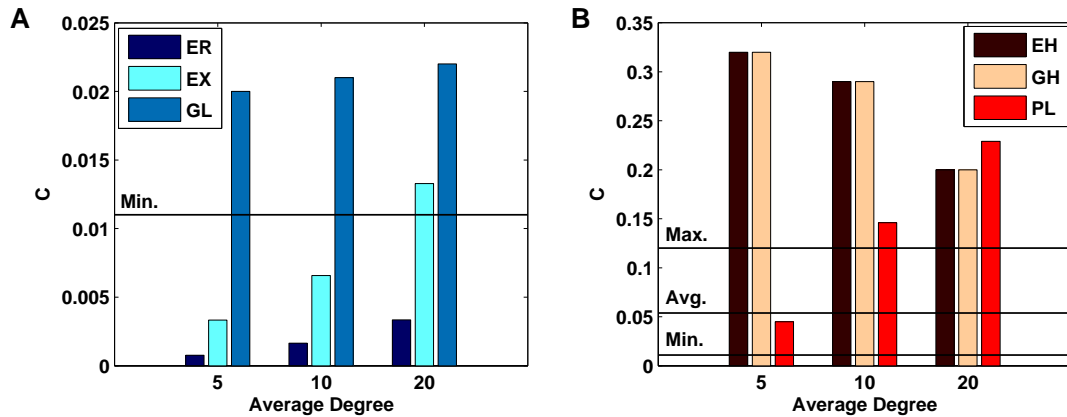 A
ER
EX
GL
0.025
0.02
0.015
0.01
0.005
0
C
Min.
5
10
20
Average Degree
B
EH
GH
PL
0.35
0.3
0.25
0.2
0.15
0.1
0.05
0
C
Max.
Avg.
Min.
5
10
20
Average Degree